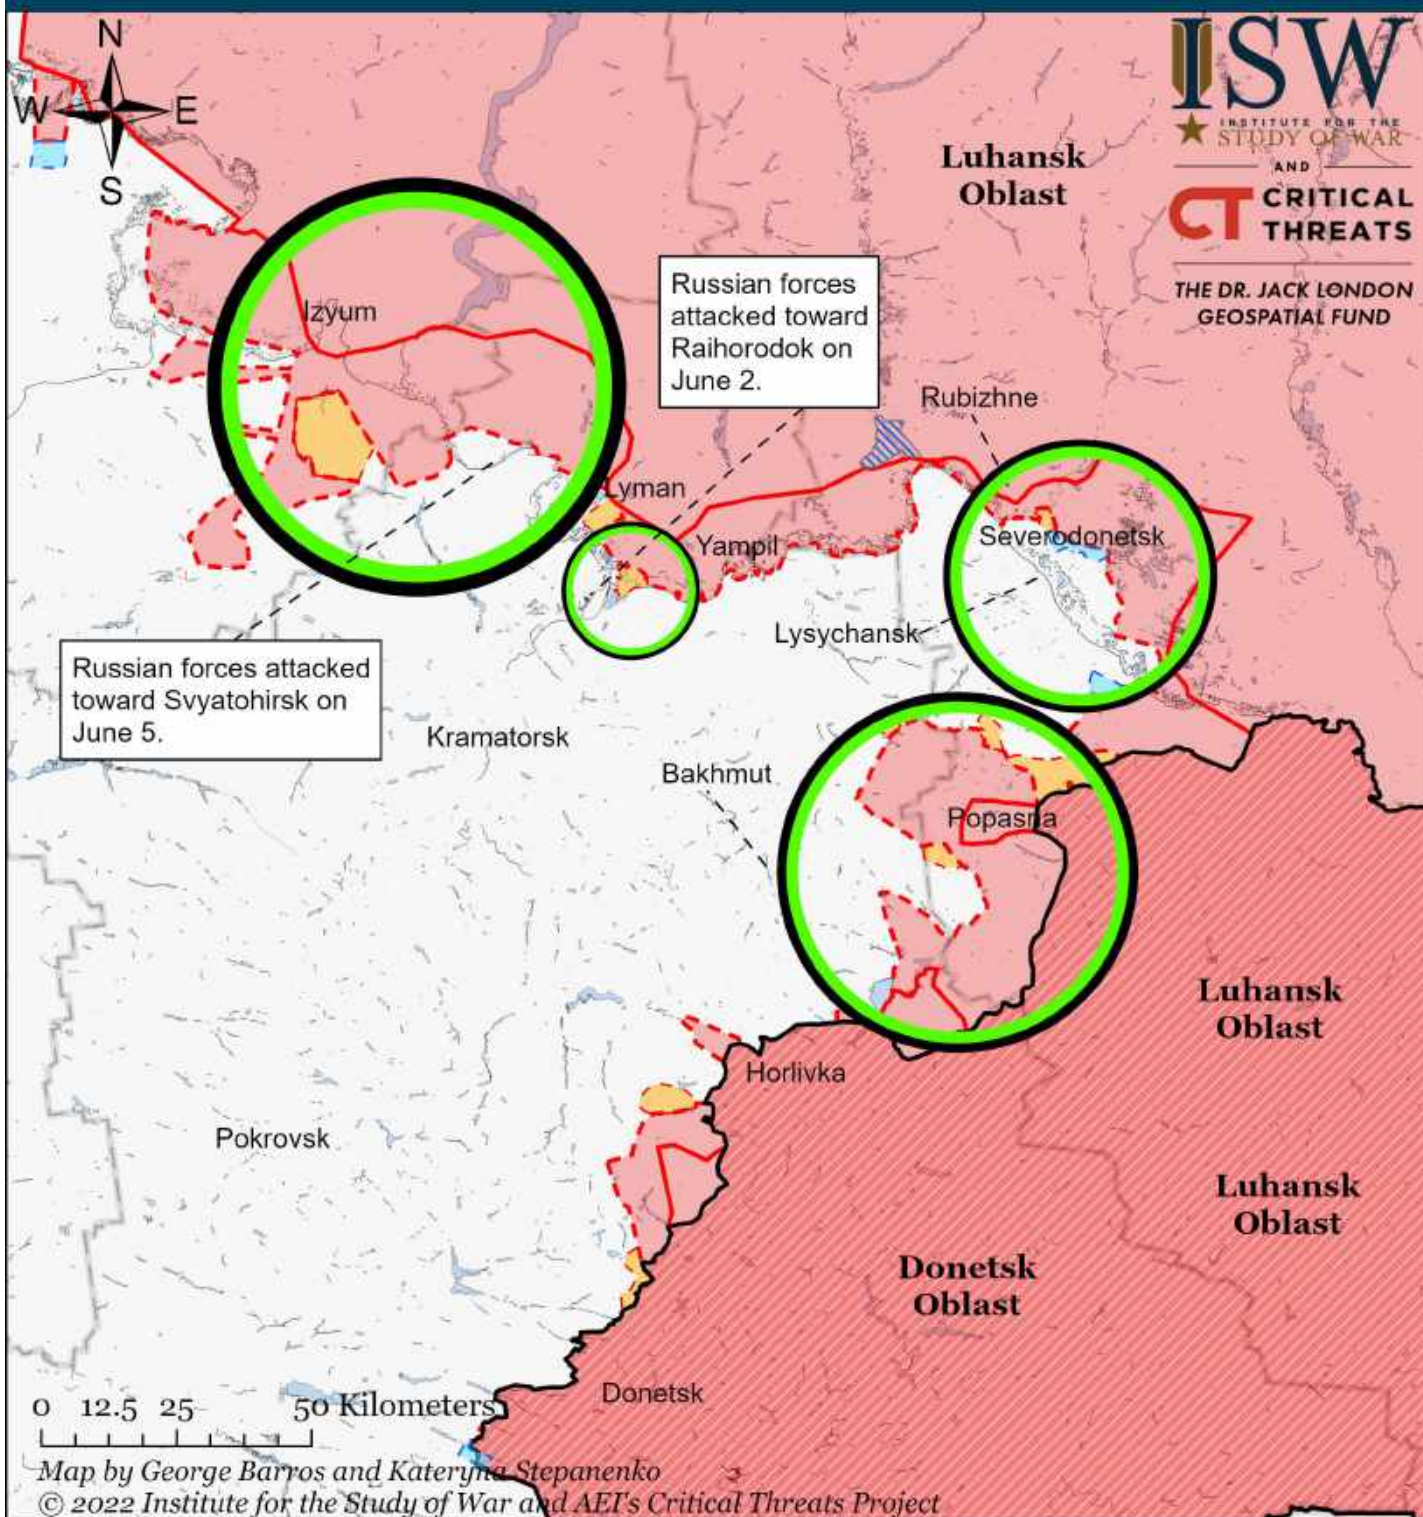 N
W E
S
ISW
INSTITUTE FOR THE
STUDY OF WAR
AND
CT CRITICAL
THREATS
THE DR. JACK LONDON
GEOSPATIAL FUND
Luhansk
Oblast
Russian forces
attacked toward
Raihorodok on
June 2.
Izyum
Rubizhne
Lyman
Yampil
Severodonetsk
Lysychansk
Russian forces attacked
toward Svyatohirsk on
June 5.
Kramatorsk
Bakhmut
Popasna
Luhansk
Oblast
Horlivka
Pokrovsk
Luhansk
Oblast
Donetsk
Oblast
Donetsk
0 12.5 25 50 Kilometers
Map by George Barros and Kateryna Stepanenko
© 2022 Institute for the Study of War and AEI's Critical Threats Project